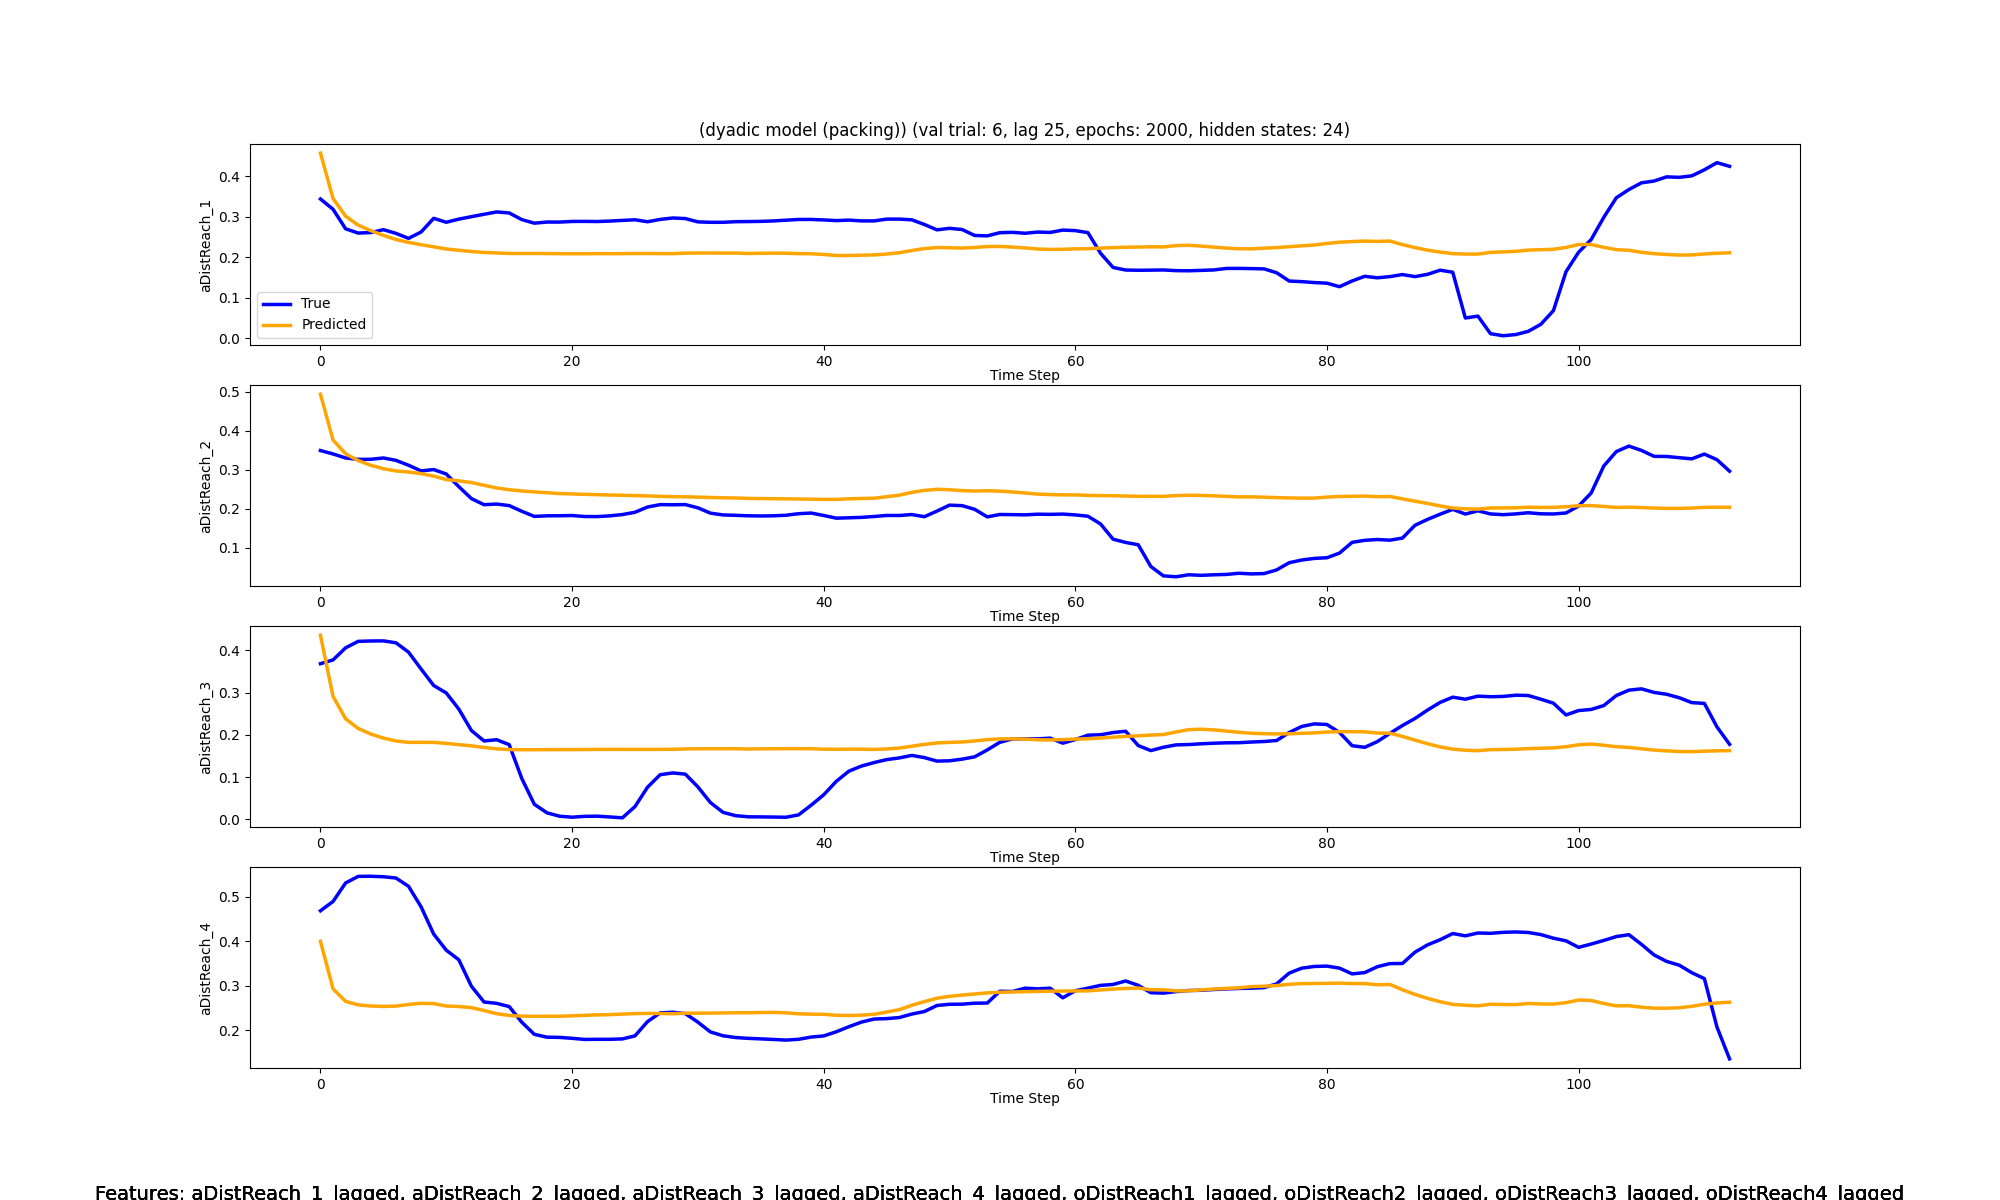 (dyadic model (packing)) (val trial: 6, lag 25, epochs: 2000, hidden states: 24)
aDistReach_1
0.4
0.3
0.2
0.1
0.0
True
Predicted
0 20 40 60 80 100
Time Step
aDistReach_2
0.5
0.4
0.3
0.2
0.1
0 20 40 60 80 100
Time Step
aDistReach_3
0.4
0.3
0.2
0.1
0.0
0 20 40 60 80 100
Time Step
aDistReach_4
0.5
0.4
0.3
0.2
0 20 40 60 80 100
Time Step
Features: aDistReach_1_lagged, aDistReach_2_lagged, aDistReach_3_lagged, aDistReach_4_lagged, oDistReach1_lagged, oDistReach2_lagged, oDistReach3_lagged, oDistReach4_lagged